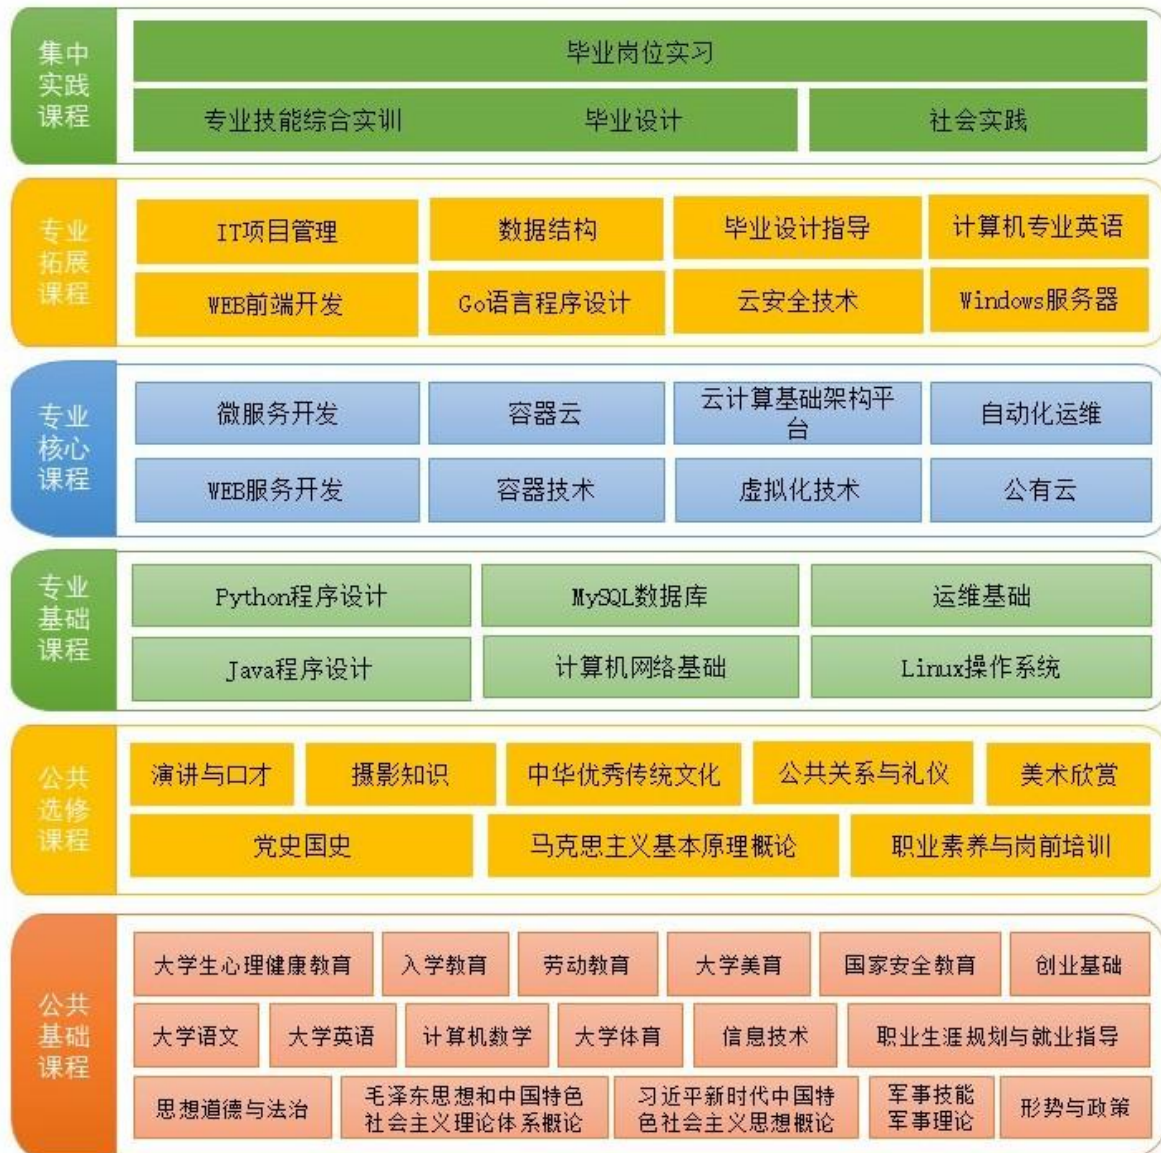 集中
实践
课程
毕业岗位实习
专业技能综合实训
毕业设计
社会实践
专业
拓展
课程
IT项目管理
数据结构
毕业设计指导
计算机专业英语
WEB前端开发
Go语言程序设计
云安全技术
Windows服务器
专业
核心
课程
微服务开发
容器云
云计算基础架构平
台
自动化运维
WEB服务开发
容器技术
虚拟化技术
公有云
专业
基础
课程
Python程序设计
MySQL数据库
运维基础
Java程序设计
计算机网络基础
Linux操作系统
公共
选修
课程
演讲与口才
摄影知识
中华优秀传统文化
公共关系与礼仪
美术欣赏
党史国史
马克思主义基本原理概论
职业素养与岗前培训
公共
基础
课程
大学生心理健康教育
入学教育
劳动教育
大学美育
国家安全教育
创业基础
大学语文
大学英语
计算机数学
大学体育
信息技术
职业生涯规划与就业指导
思想道德与法治
毛泽东思想和中国特色
社会主义理论体系概论
习近平新时代中国特
色社会主义思想概论
军事技能
军事理论
形势与政策